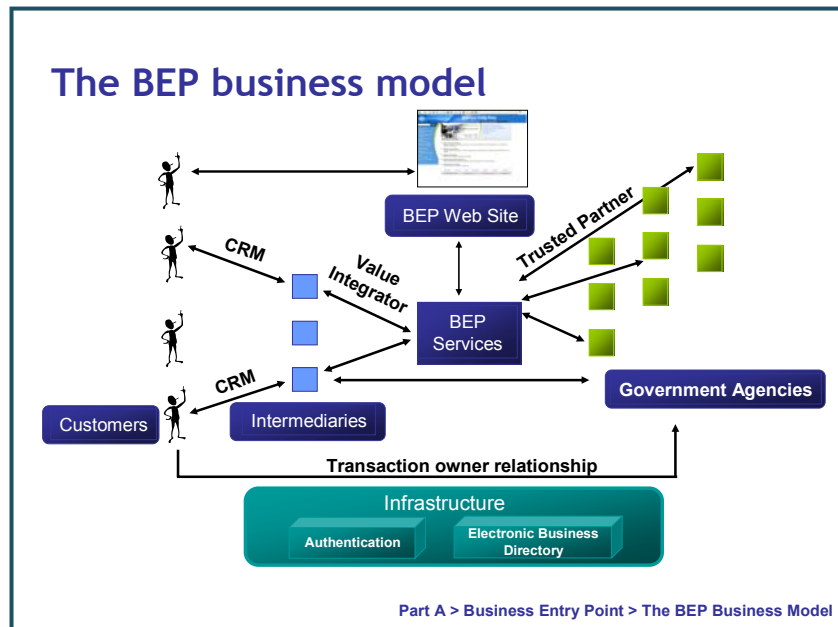 The BEP business model
BEP Web Site
CRM
Value
Integrator
Trusted Partner
BEP
Services
CRM
Customers
Intermediaries
Government Agencies
Transaction owner relationship
Infrastructure
Authentication
Electronic Business
Directory
Part A > Business Entry Point > The BEP Business Model